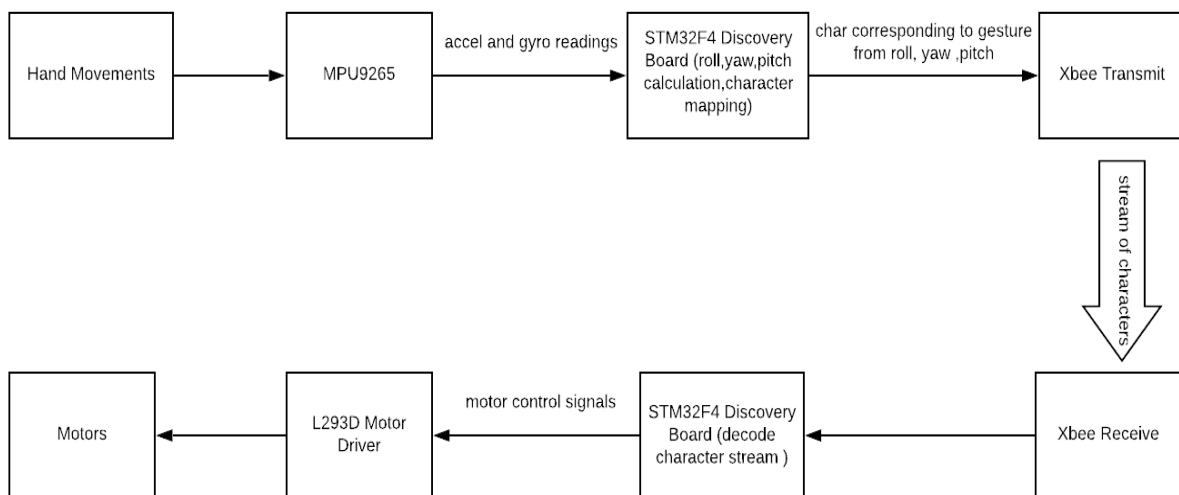 Hand Movements
MPU9265
accel and gyro readings
STM32F4 Discovery
Board (roll,yaw,pitch
calculation,character
mapping)
char corresponding to gesture
from roll, yaw ,pitch
Xbee Transmit
stream of characters
Xbee Receive
STM32F4 Discovery
Board (decode
character stream )
motor control signals
L293D Motor
Driver
Motors